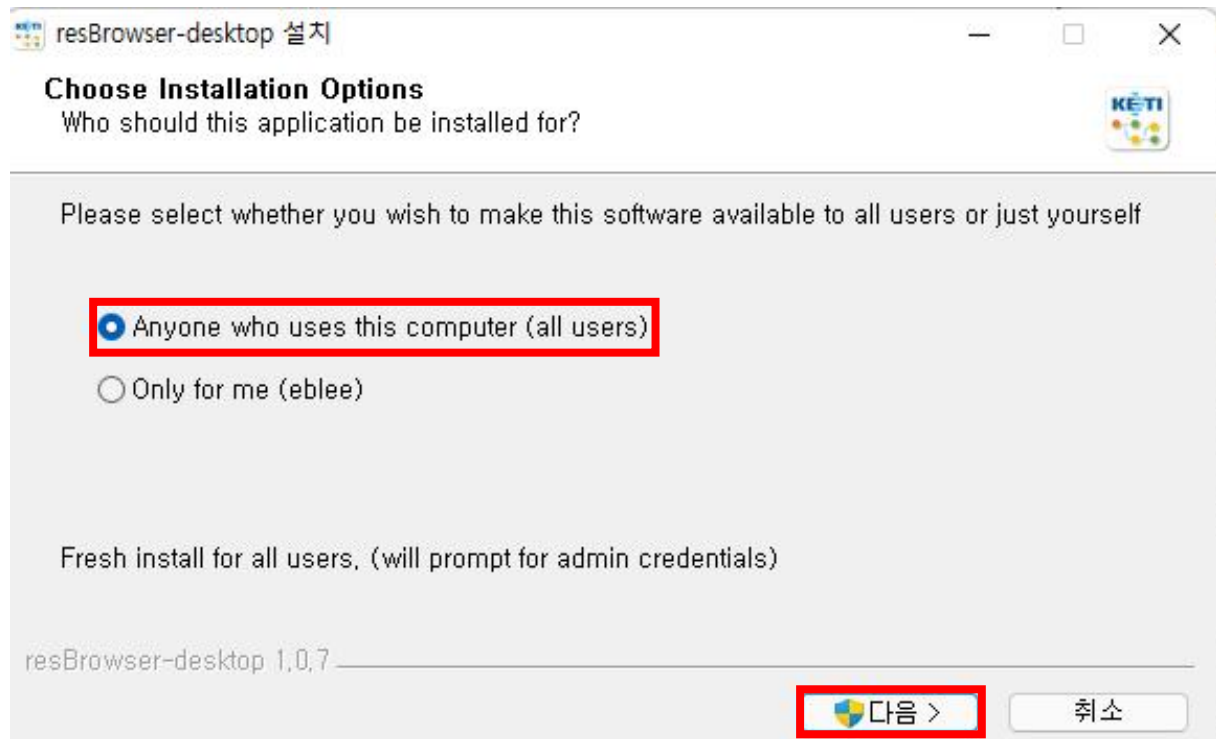 resBrowser-desktop 설치
Choose Installation Options
Who should this application be installed for?
KETI
Please select whether you wish to make this software available to all users or just yourself
Anyone who uses this computer (all users)
Only for me (eblee)
Fresh install for all users, (will prompt for admin credentials)
resBrowser-desktop 1,0,7
다음 >
취소